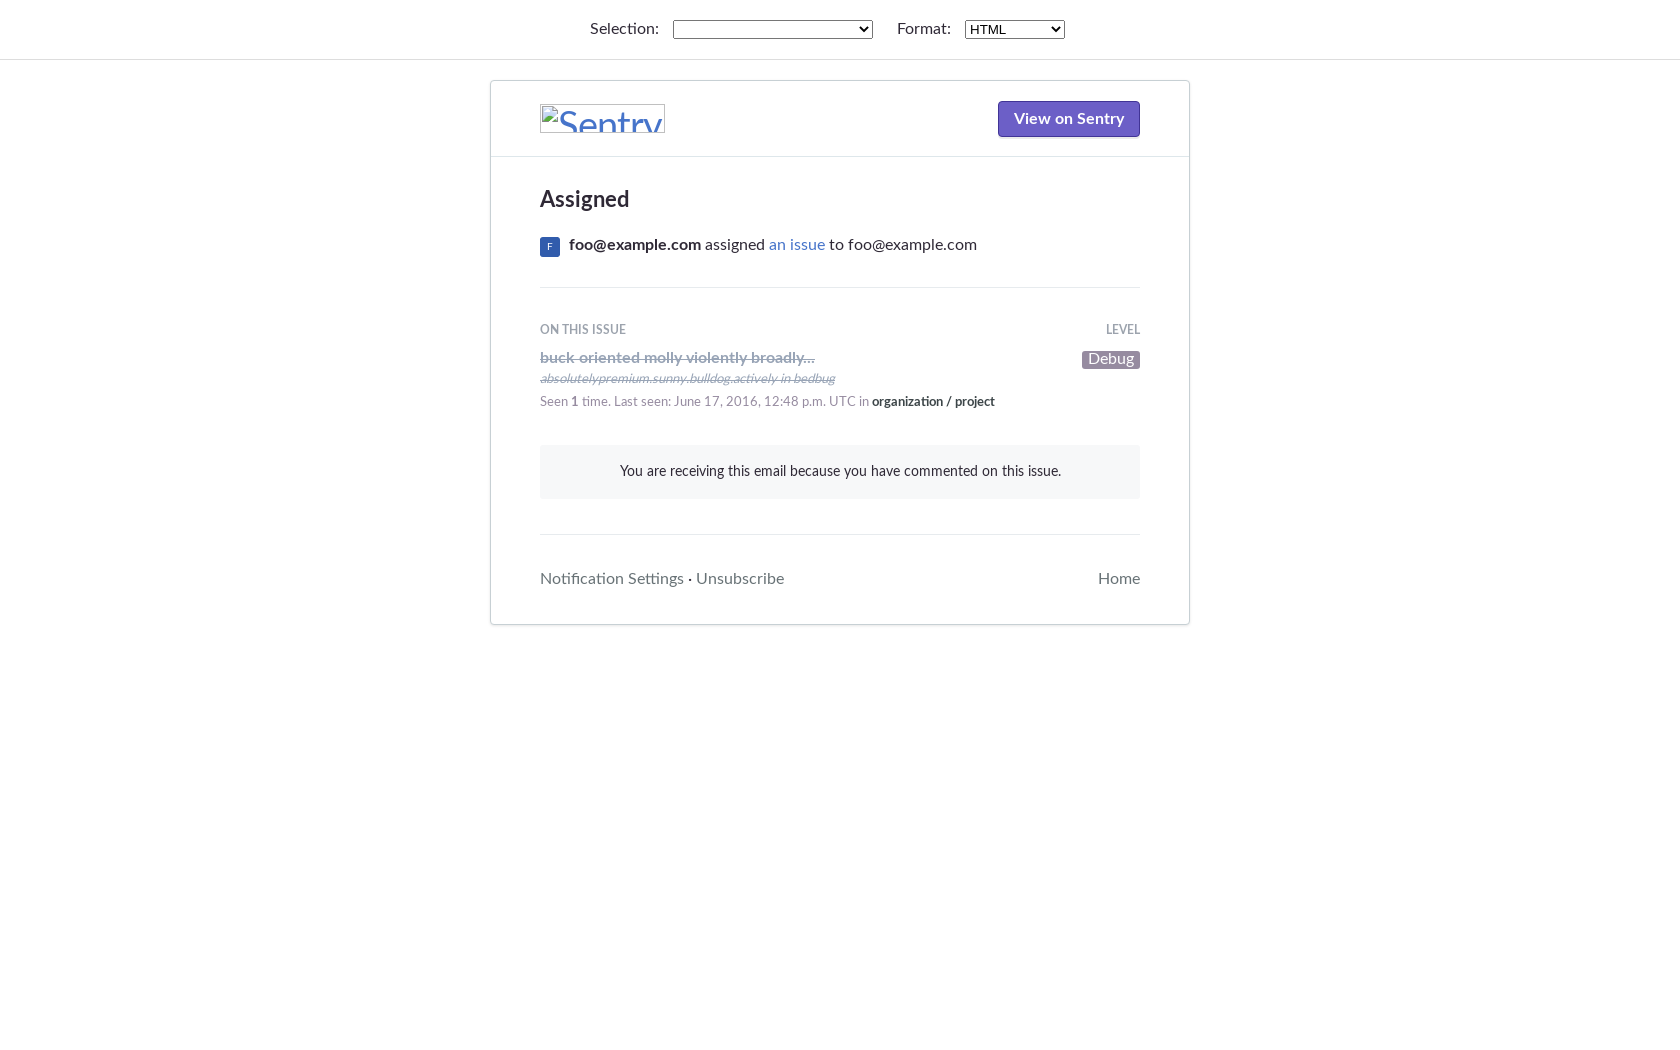 Selection: Format: HTML
Sentry View on Sentry
Assigned
F foo@example.com assigned an issue to foo@example.com
ON THIS ISSUE LEVEL
buck oriented molly violently broadly... Debug
absolutelypremium.sunny.bulldog.actively in bedbug
Seen 1 time. Last seen: June 17, 2016, 12:48 p.m. UTC in organization / project
You are receiving this email because you have commented on this issue.
Notification Settings · Unsubscribe Home